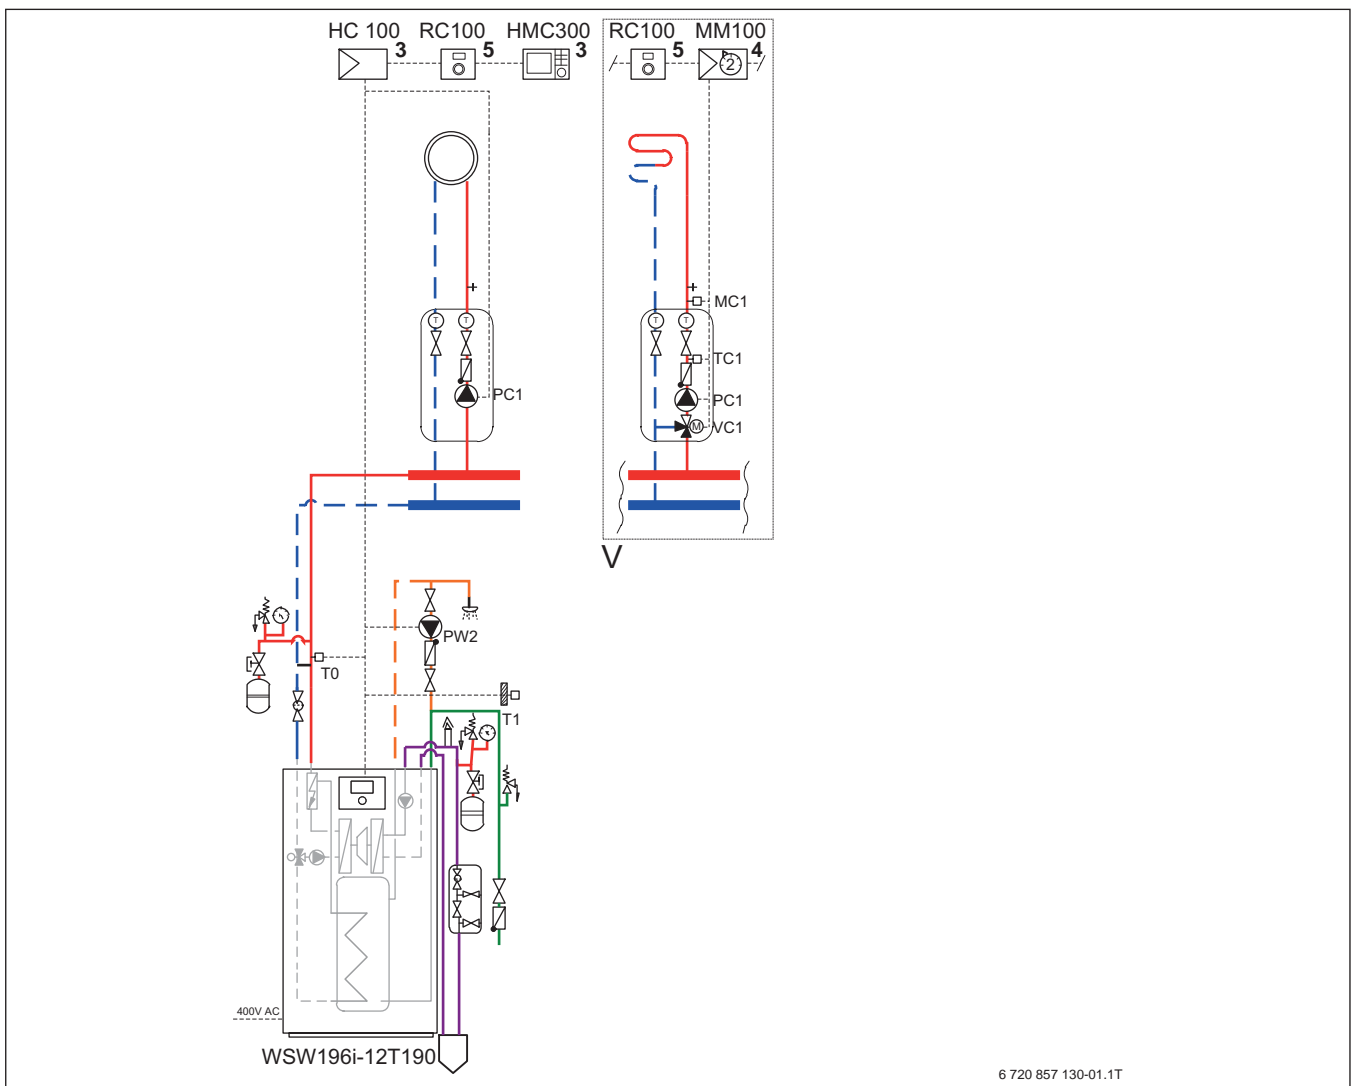 HC 100 RC100 HMC300 RC100 MM100
3 5 3 5 4
2
MC1
T T T T
TC1
PC1 PC1
M VC1
V
PW2
T0
T1
400V AC
WSW196i-12T190
6 720 857 130-01.1T